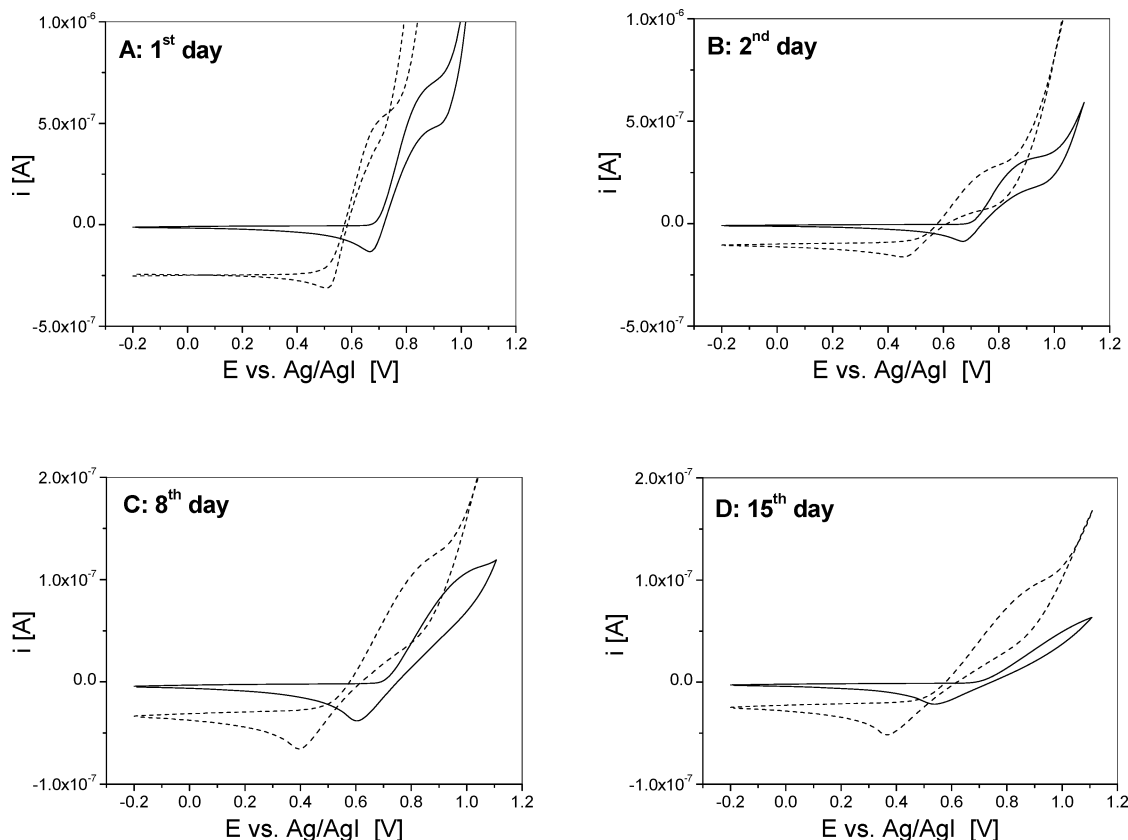 A: 1st day
1.0x10-6
5.0x10-7
0.0
-5.0x10-7
i [A]
-0.2 0.0 0.2 0.4 0.6 0.8 1.0 1.2
E vs. Ag/AgI [V]
B: 2nd day
1.0x10-6
5.0x10-7
0.0
-5.0x10-7
i [A]
-0.2 0.0 0.2 0.4 0.6 0.8 1.0 1.2
E vs. Ag/AgI [V]
C: 8th day
2.0x10-7
1.0x10-7
0.0
-1.0x10-7
i [A]
-0.2 0.0 0.2 0.4 0.6 0.8 1.0 1.2
E vs. Ag/AgI [V]
D: 15th day
2.0x10-7
1.0x10-7
0.0
-1.0x10-7
i [A]
-0.2 0.0 0.2 0.4 0.6 0.8 1.0 1.2
E vs. Ag/AgI [V]